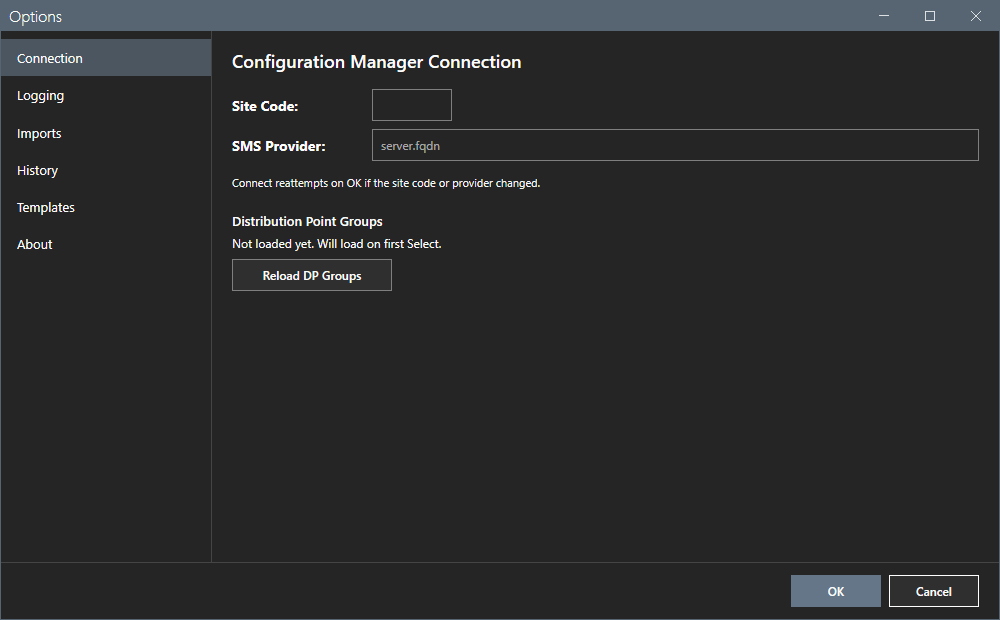 Options
Connection
Logging
Imports
History
Templates
About
Configuration Manager Connection
Site Code:
SMS Provider:
server.fqdn
Connect reattempts on OK if the site code or provider changed.
Distribution Point Groups
Not loaded yet. Will load on first Select.
Reload DP Groups
OK
Cancel